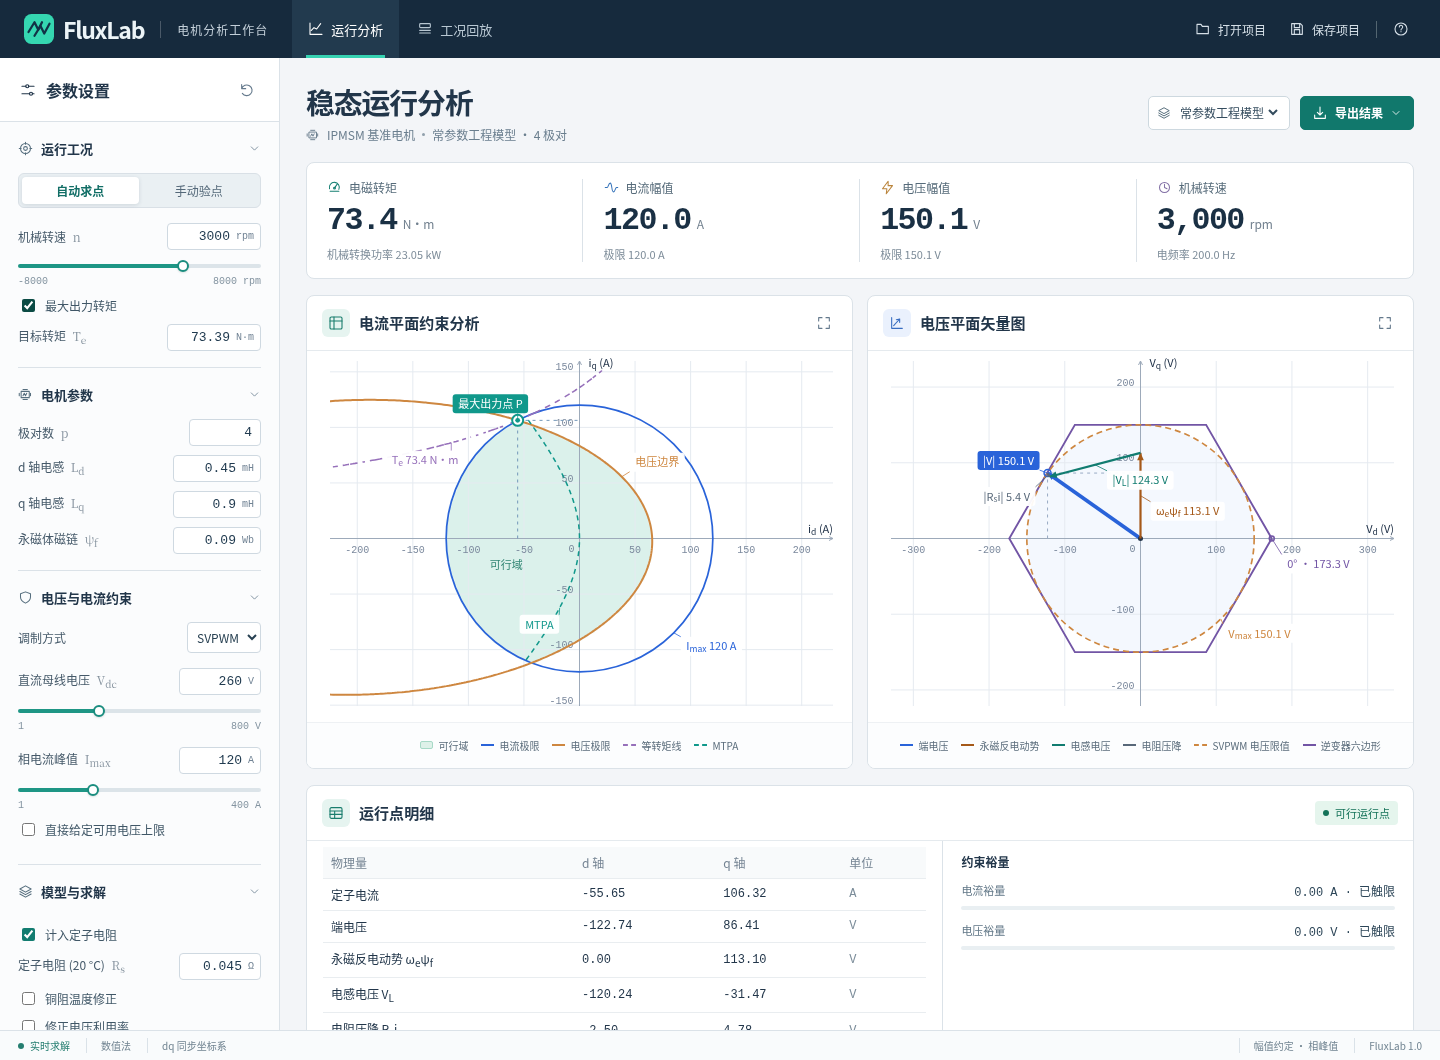 FluxLab 电机分析工作台 运行分析 工况回放 打开项目 保存项目
参数设置
运行工况
自动求点 手动验点
机械转速 n 3000 rpm
-8000 8000 rpm
最大出力转矩
目标转矩 Te 73.39 N·m
电机参数
极对数 p 4
d 轴电感 Ld 0.45 mH
q 轴电感 Lq 0.9 mH
永磁体磁链 ψf 0.09 Wb
电压与电流约束
调制方式 SVPWM
直流母线电压 Vdc 260 V
1 800 V
相电流峰值 Imax 120 A
1 400 A
直接给定可用电压上限
模型与求解
计入定子电阻
定子电阻 (20 °C) Rs 0.045 Ω
铜阻温度修正
修正电压利用率
稳态运行分析
IPMSM 基准电机 · 常参数工程模型 · 4 极对
常参数工程模型 导出结果
电磁转矩
73.4 N·m
机械转换功率 23.05 kW
电流幅值
120.0 A
极限 120.0 A
电压幅值
150.1 V
极限 150.1 V
机械转速
3,000 rpm
电频率 200.0 Hz
电流平面约束分析
iq (A)
150
最大出力点 P
100
Te 73.4 N·m
电压边界
50
id (A)
-200 -150 -100 -50 0 50 100 150 200
可行域
-50
MTPA
-100
Imax 120 A
-150
可行域 电流极限 电压极限 等转矩线 MTPA
电压平面矢量图
Vq (V)
200
|V| 150.1 V
100
|VL| 124.3 V
|Rsi| 5.4 V
ωeψf 113.1 V
Vd (V)
-300 -200 -100 0 100 200 300
0° · 173.3 V
-100
Vmax 150.1 V
-200
端电压 永磁反电动势 电感电压 电阻压降 SVPWM 电压限值 逆变器六边形
运行点明细 可行运行点
物理量 d 轴 q 轴 单位
定子电流 -55.65 106.32 A
端电压 -122.74 86.41 V
永磁反电动势 ωeψf 0.00 113.10 V
电感电压 VL -120.24 -31.47 V
电阻压降 Rsi -2.50 4.78 V
约束裕量
电流裕量 0.00 A · 已触限
电压裕量 0.00 V · 已触限
实时求解 数值法 dq 同步坐标系 幅值约定 · 相峰值 FluxLab 1.0